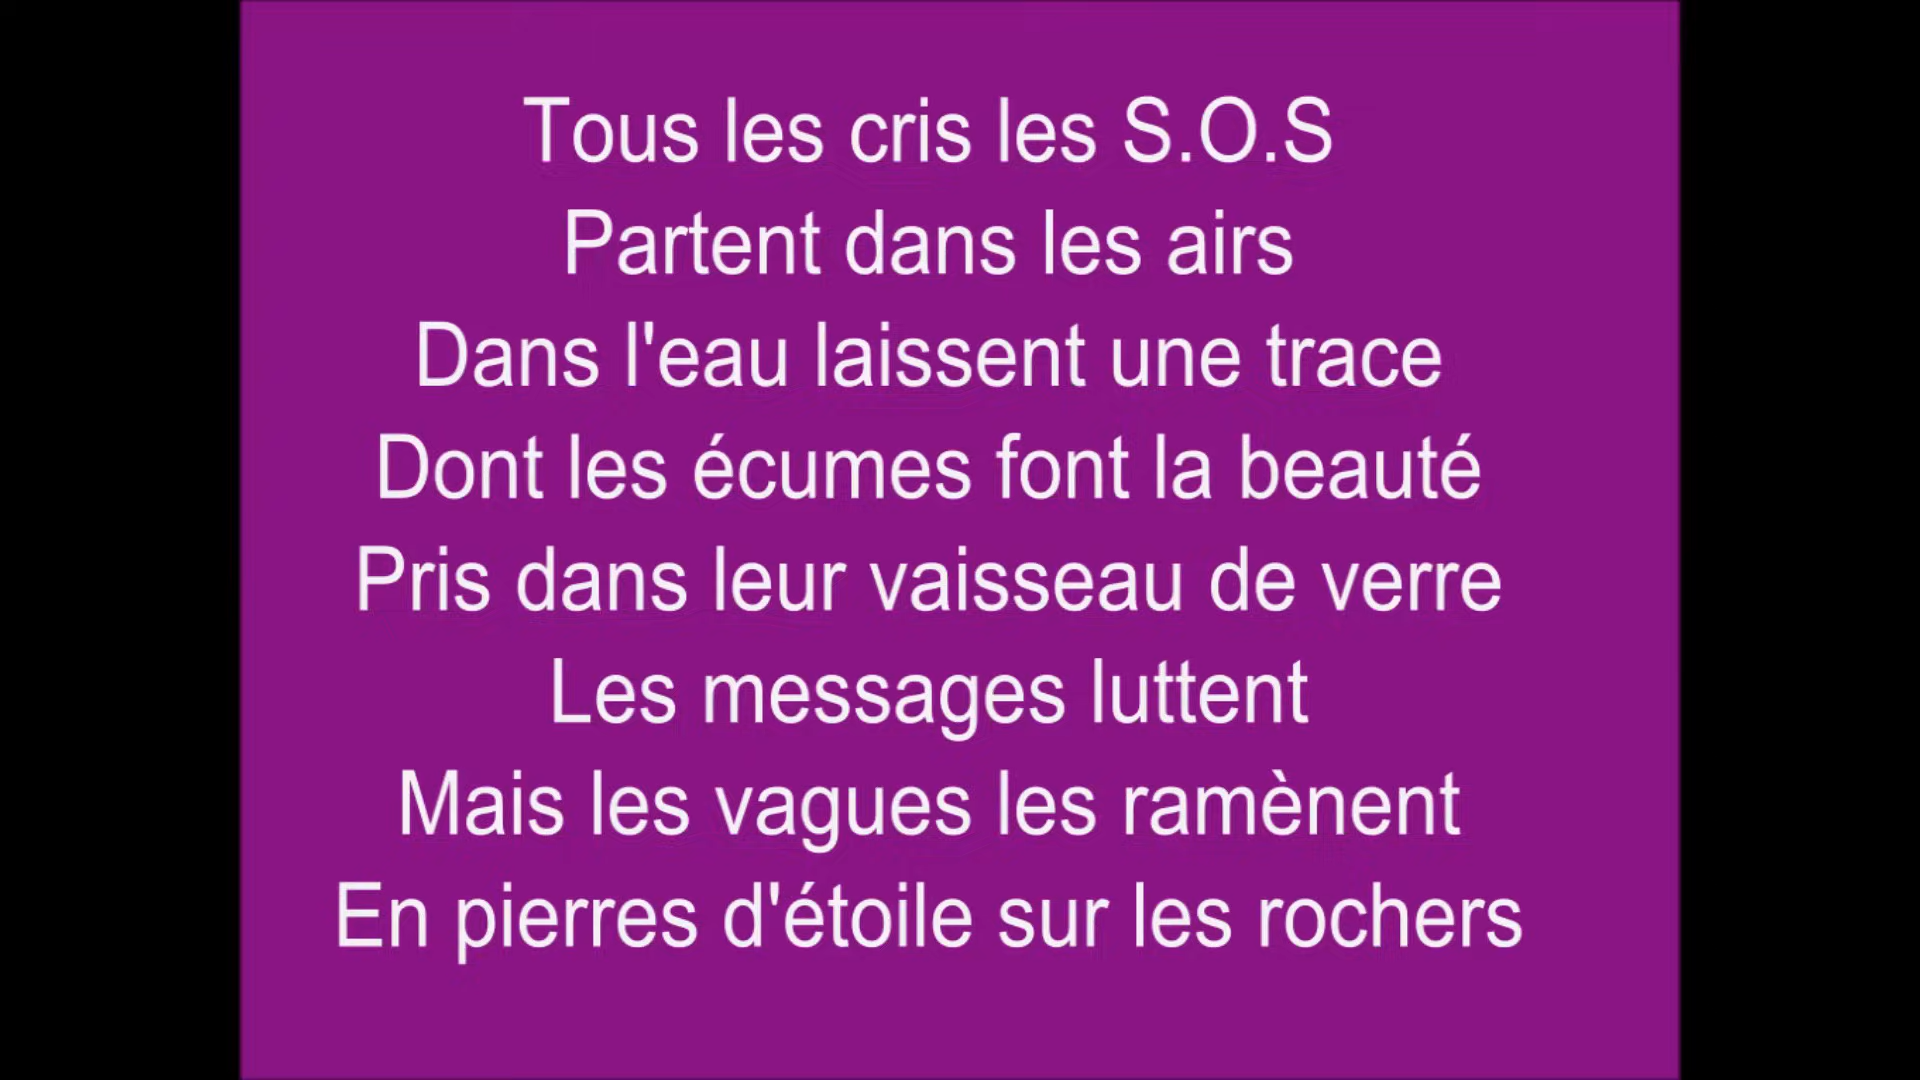 Tous les cris les S.O.S
Partent dans les airs
Dans l'eau laissent une trace
Dont les écumes font la beauté
Pris dans leur vaisseau de verre
Les messages luttent
Mais les vagues les ramènent
En pierres d'étoile sur les rochers